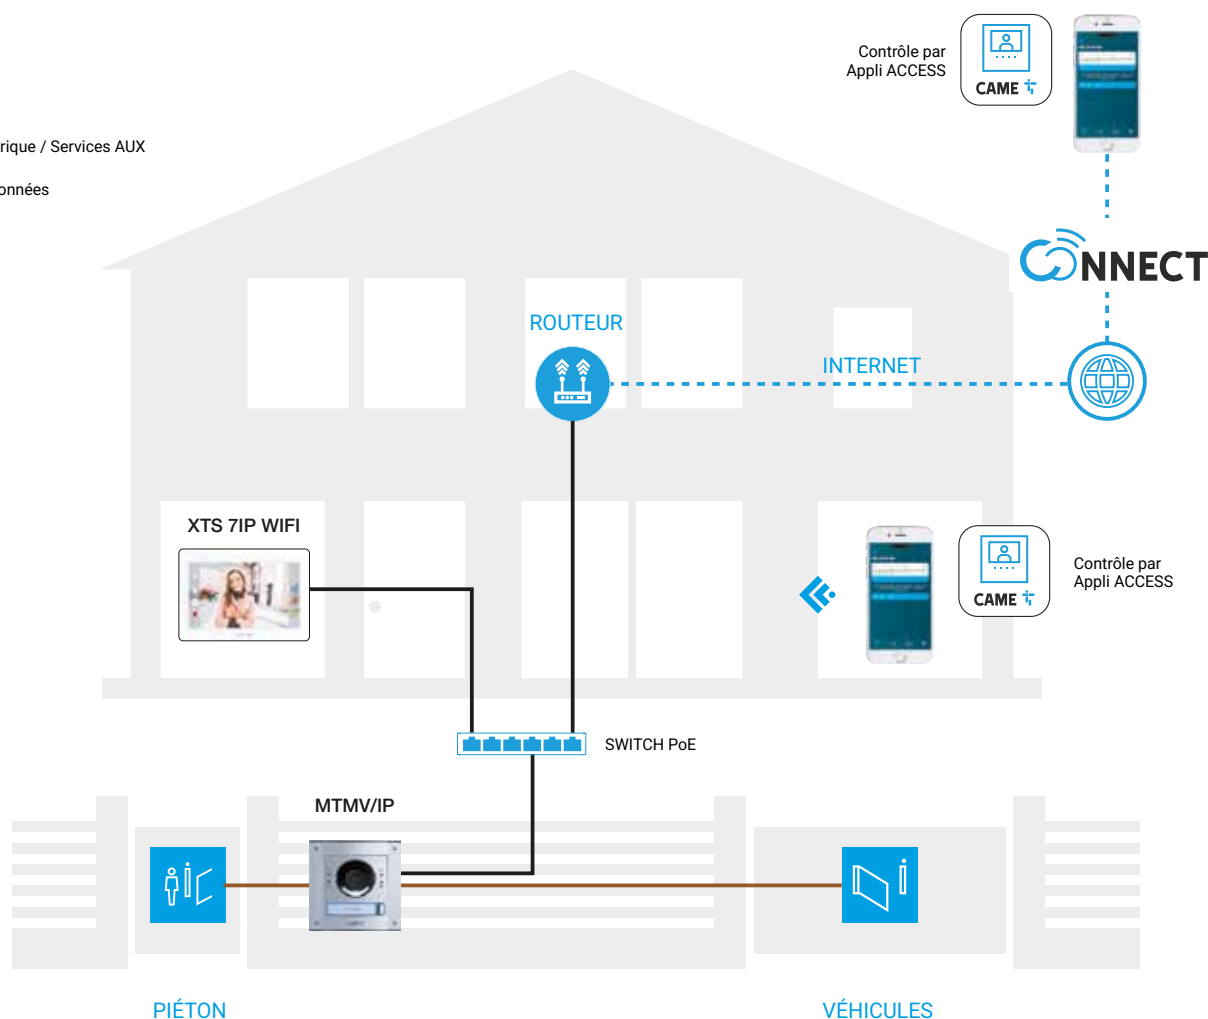 Contrôle par
Appli ACCESS
CAME
rique / Services AUX
onnées
CONNECT
ROUTEUR
INTERNET
XTS 7IP WIFI
CAME
Contrôle par
Appli ACCESS
SWITCH PoE
MTMV/IP
PIÉTON
VÉHICULES